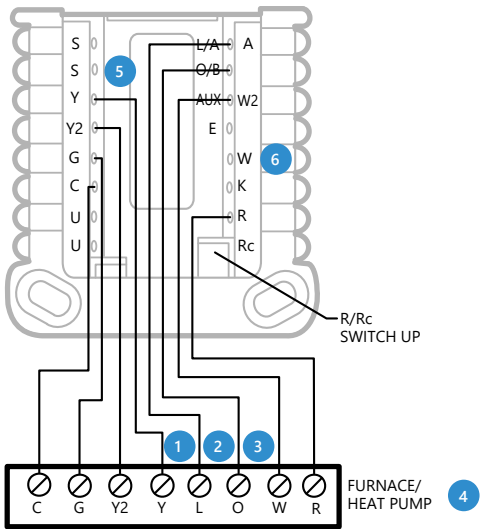 S L/A A
S 5 O/B
Y AUX W2
Y2 E
G W 6
C K
U R
U Rc
R/Rc
SWITCH UP
1 2 3
C G Y2 Y L O W R
FURNACE/
HEAT PUMP 4